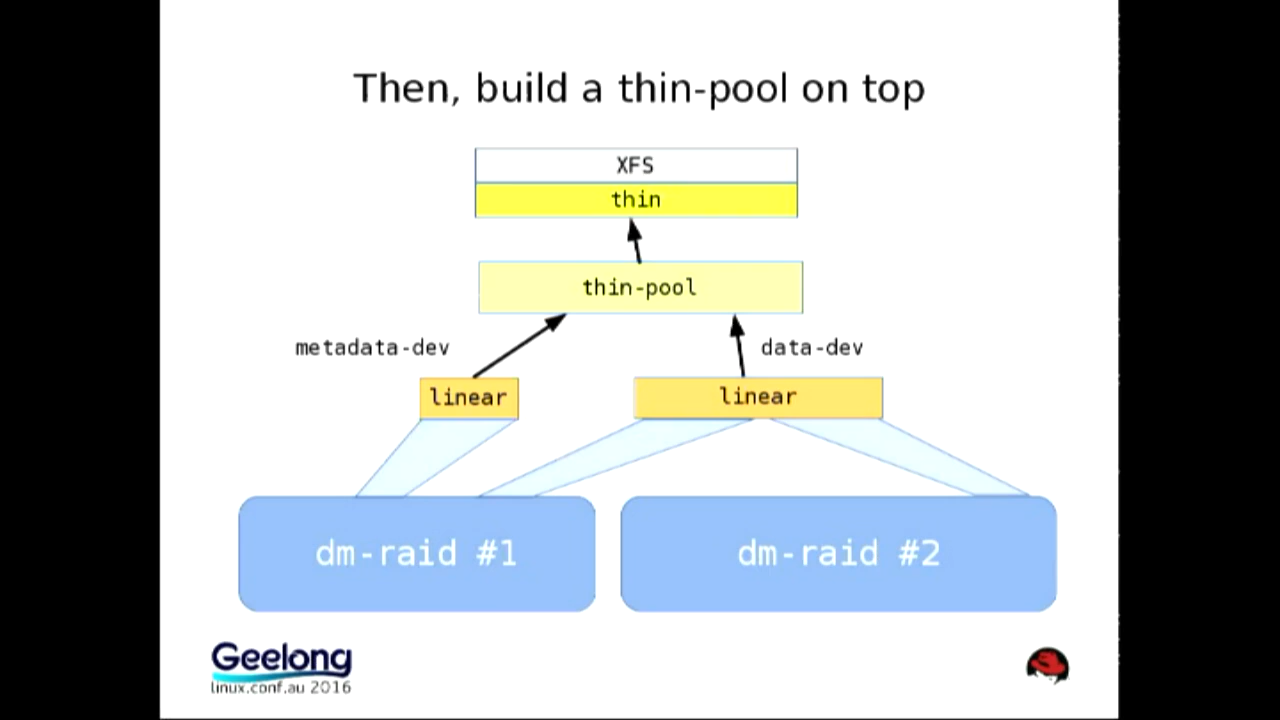 Then, build a thin-pool on top
XFS
thin
thin-pool
metadata-dev
data-dev
linear
linear
dm-raid #1
dm-raid #2
Geelong
linux.conf.au 2016